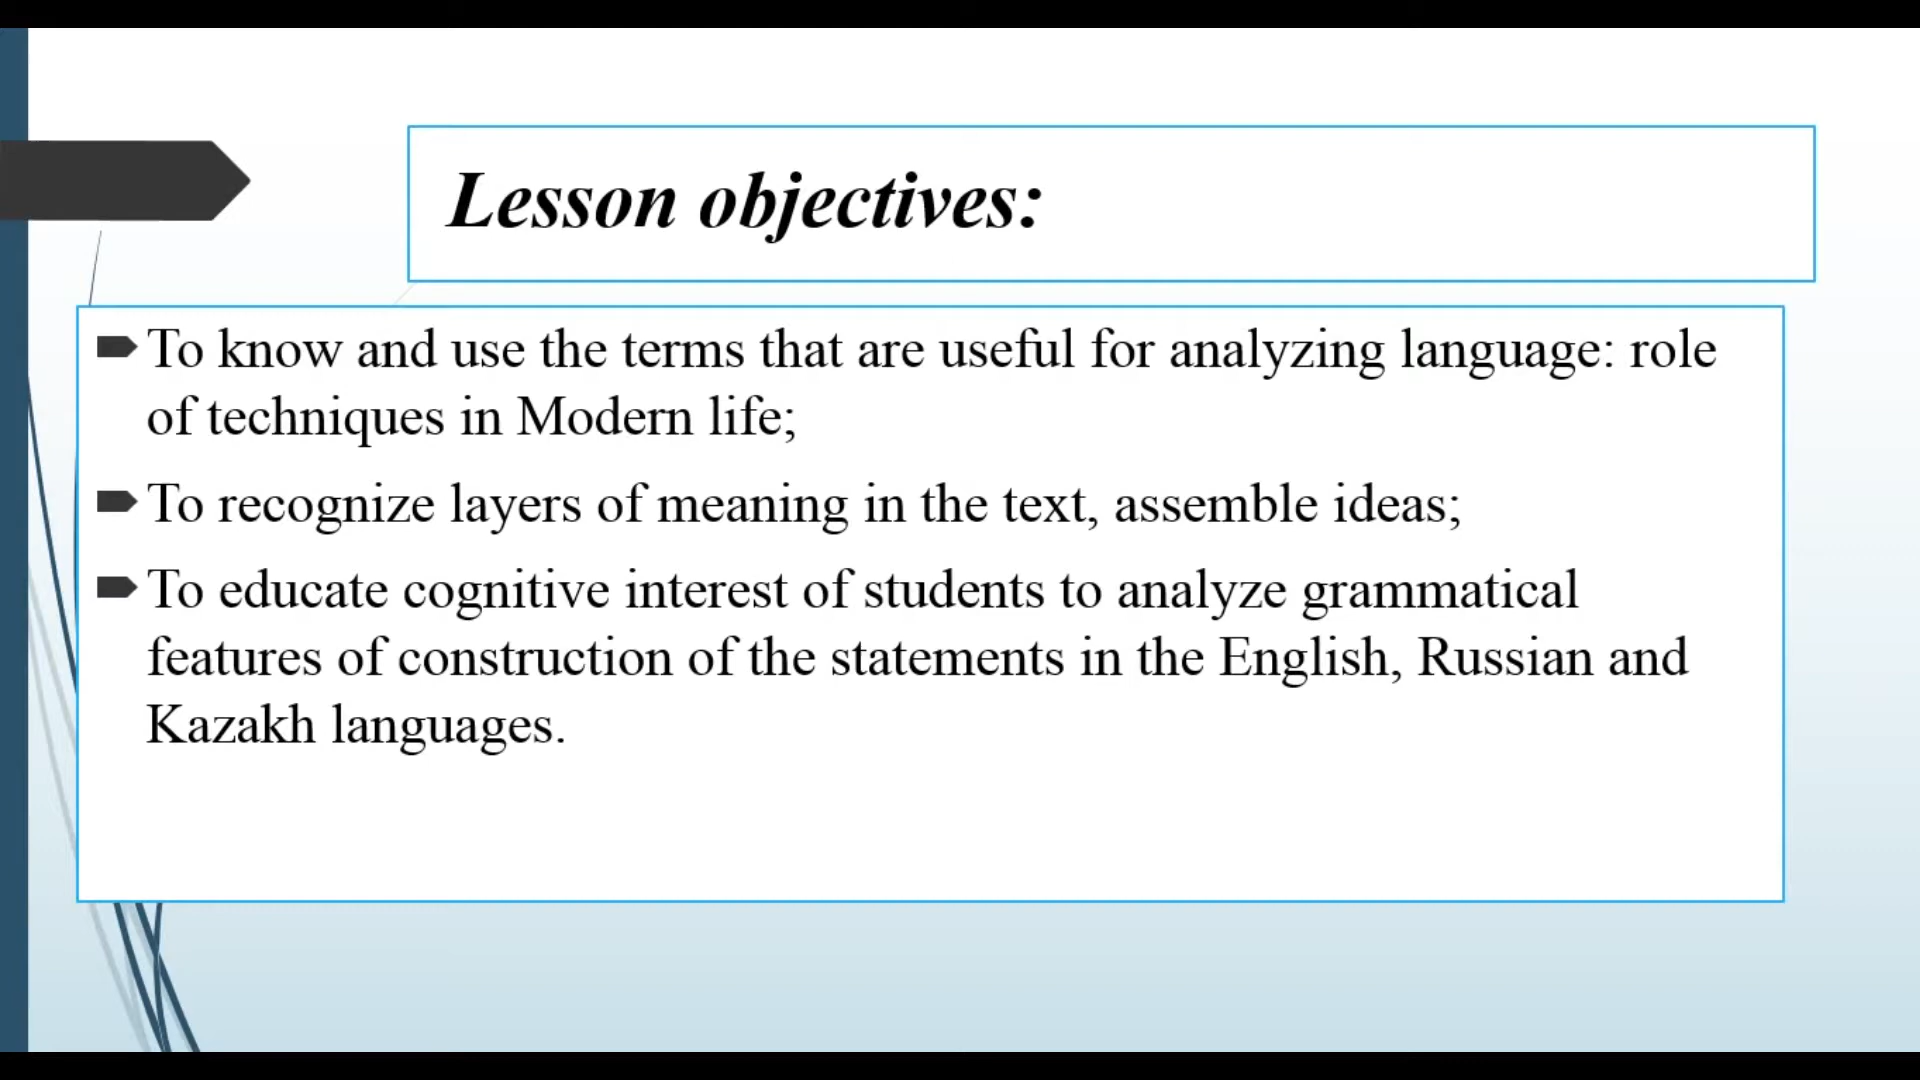 Lesson objectives:
To know and use the terms that are useful for analyzing language: role
of techniques in Modern life;
To recognize layers of meaning in the text, assemble ideas;
To educate cognitive interest of students to analyze grammatical
features of construction of the statements in the English, Russian and
Kazakh languages.